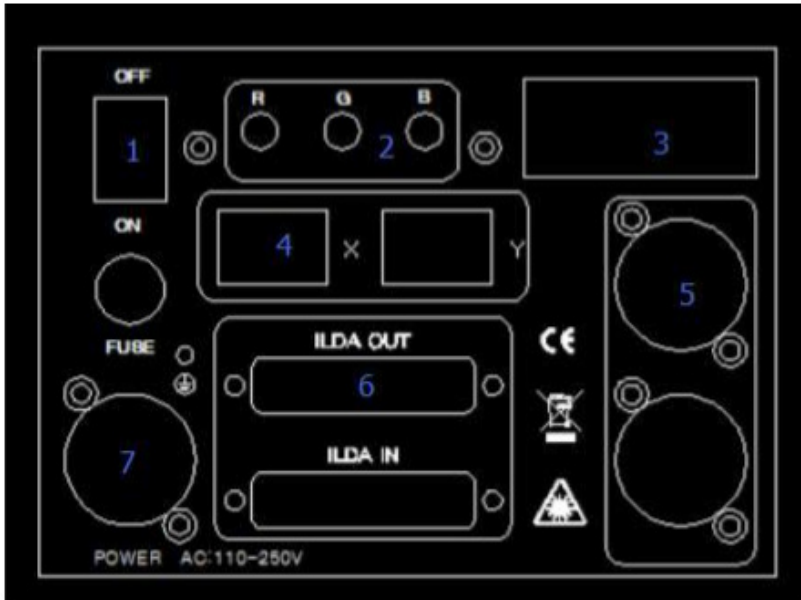 OFF
1
R G B
2
3
ON
4 X Y
5
FUSE
ILDA OUT
6
CE
ILDA IN
7
POWER AC:110-250V